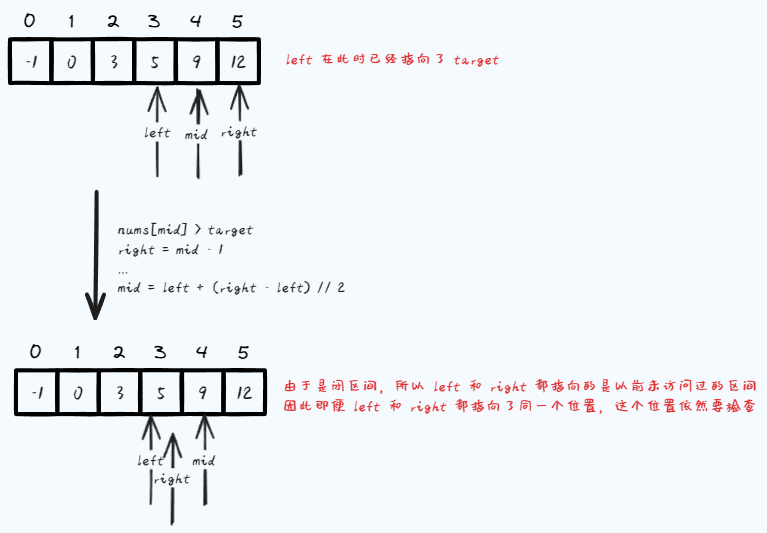 0 1 2 3 4 5
-1 0 3 5 9 12
left 在此时已经指向了 target
left mid right
nums[mid] > target
right = mid - 1
...
mid = left + (right - left) // 2
0 1 2 3 4 5
-1 0 3 5 9 12
由于是闭区间，所以 left 和 right 都指向的是以前未访问过的区间
因此即便 left 和 right 都指向了同一个位置，这个位置依然要检查
left mid
right